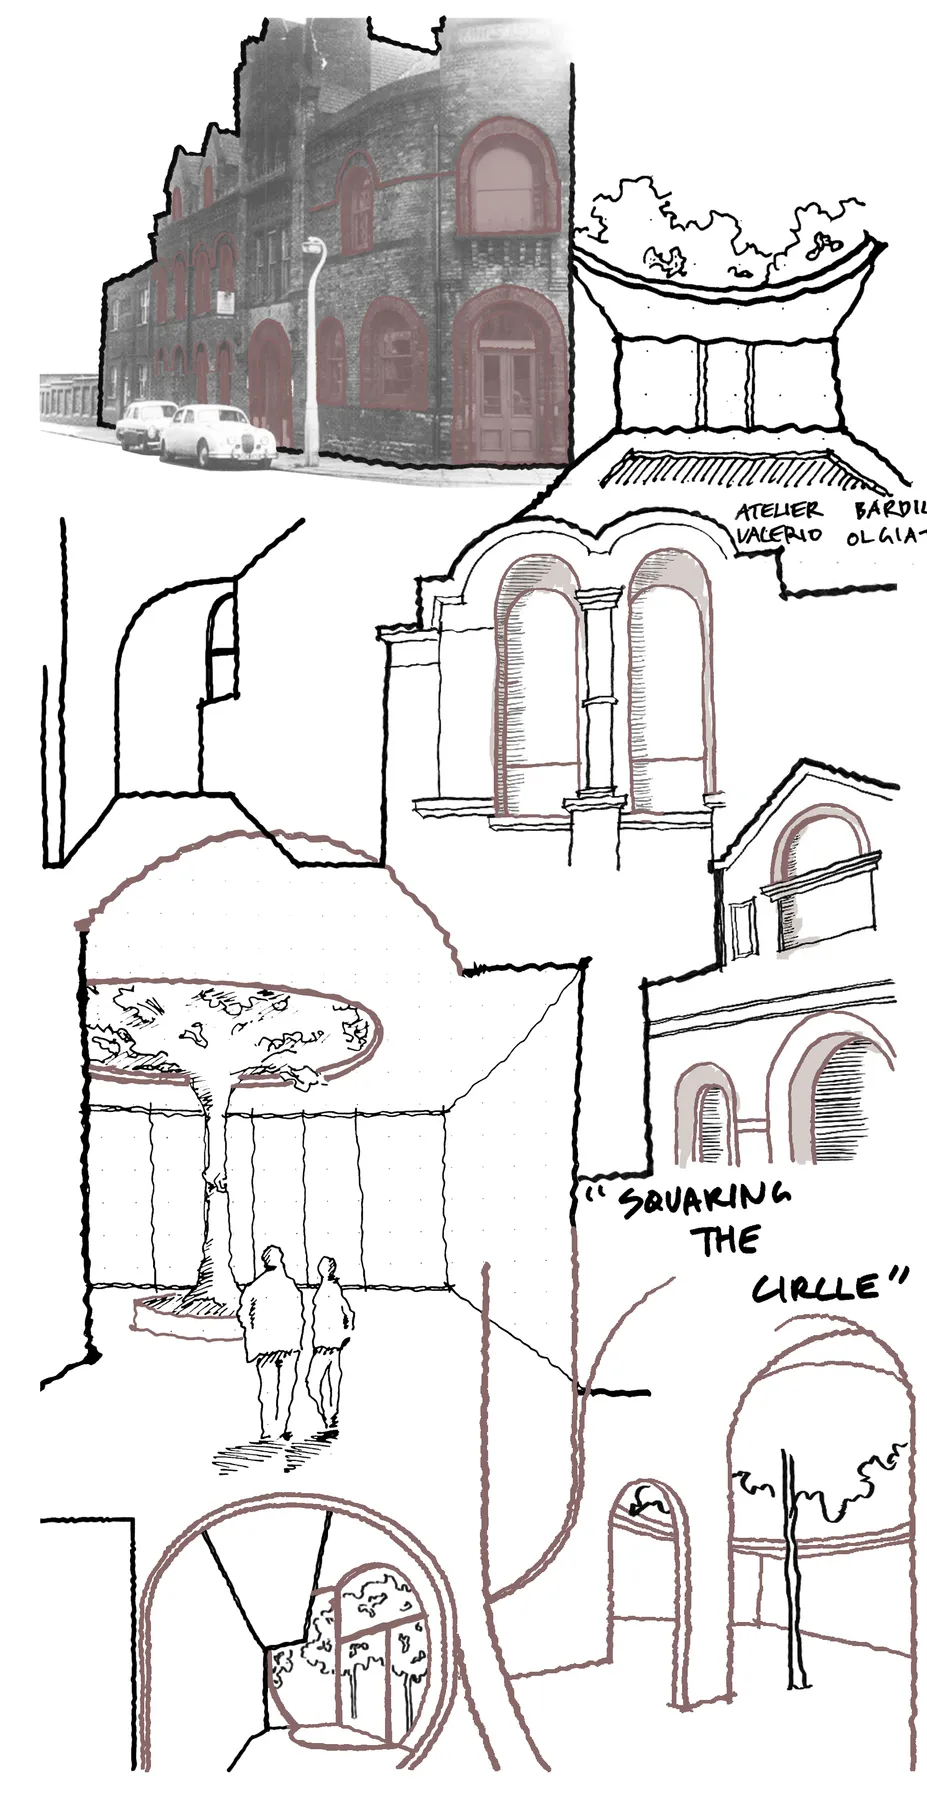 ATELIER BARDIL
VALERIO OLGIAT
"SQUARING
THE
CIRCLE"